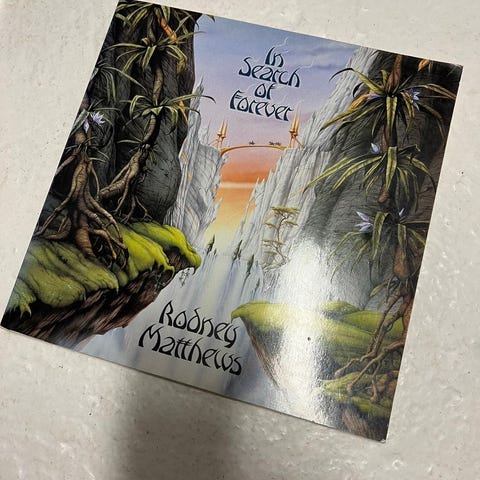 In
Search
of
Forever
Rodney
Matthews